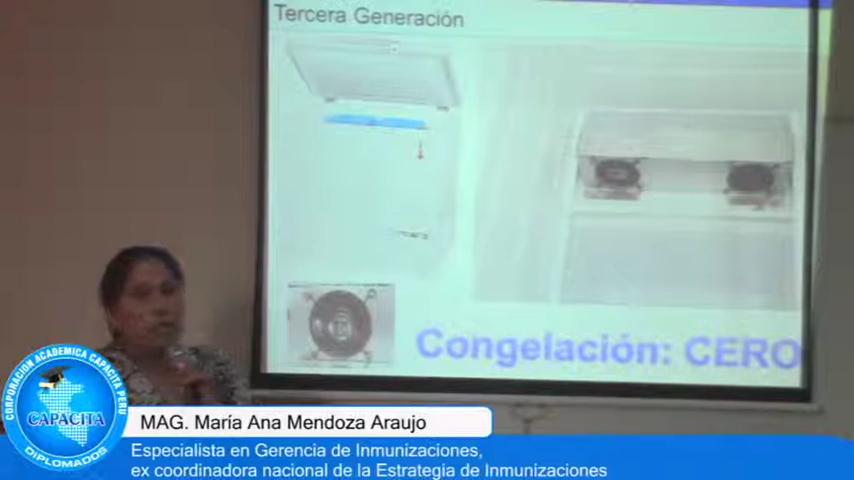 Tercera Generación
Congelación: CERO
CORPORACIÓN ACADEMICA CAPACITA PERU
CAPACITA
DIPLOMADOS
MAG. María Ana Mendoza Araujo
Especialista en Gerencia de Inmunizaciones,
ex coordinadora nacional de la Estrategia de Inmunizaciones